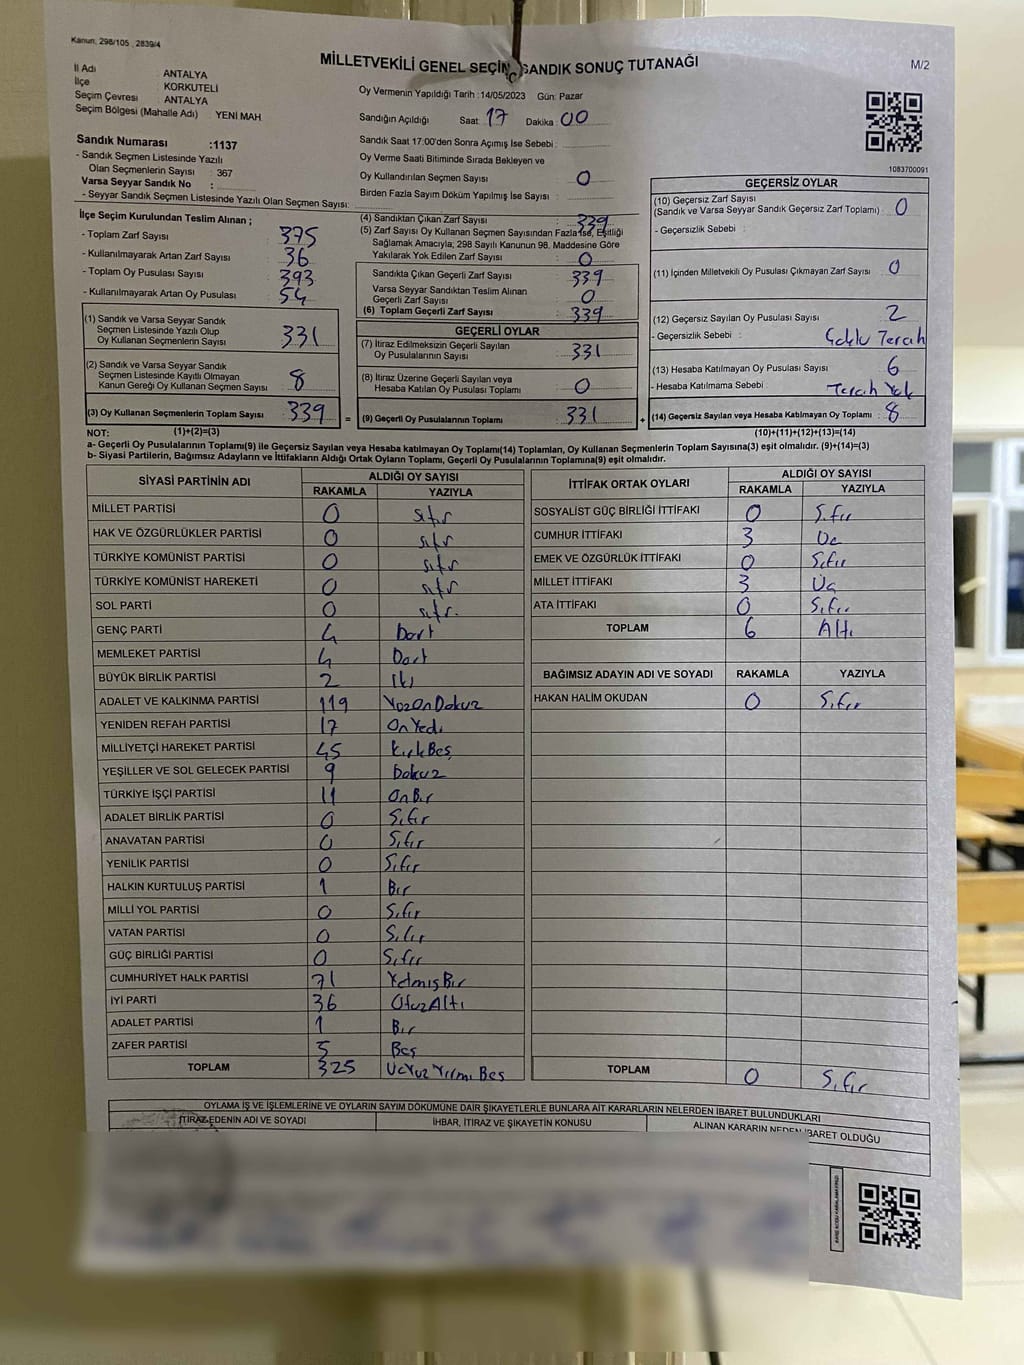 Kanun; 298/105 , 2839/4
MİLLETVEKİLİ GENEL SEÇİM SANDIK SONUÇ TUTANAĞI
M/2
İl Adı ANTALYA
İlçe KORKUTELİ
Seçim Çevresi ANTALYA
Seçim Bölgesi (Mahalle Adı) YENİ MAH.
Oy Vermenin Yapıldığı Tarih :14/05/2023 Gün: Pazar
Sandığın Açıldığı Saat: 17 Dakika: 00
Sandık Saat 17:00'den Sonra Açımış İse Sebebi :
Oy Verme Saati Bitiminde Sırada Bekleyen ve
Oy Kullandırılan Seçmen Sayısı : 0
Birden Fazla Sayım Döküm Yapılmış İse Sayısı :
1083700091
Sandık Numarası :1137
- Sandık Seçmen Listesinde Yazılı
Olan Seçmenlerin Sayısı : 367
Varsa Seyyar Sandık No :
- Seyyar Sandık Seçmen Listesinde Yazılı Olan Seçmen Sayısı:
İlçe Seçim Kurulundan Teslim Alınan ;
- Toplam Zarf Sayısı : 375
- Kullanılmayarak Artan Zarf Sayısı : 36
- Toplam Oy Pusulası Sayısı : 393
- Kullanılmayarak Artan Oy Pusulası : 54
(1) Sandık ve Varsa Seyyar Sandık
Seçmen Listesinde Yazılı Olup
Oy Kullanan Seçmenlerin Sayısı : 331
(2) Sandık ve Varsa Seyyar Sandık
Seçmen Listesinde Kayıtlı Olmayan
Kanun Gereği Oy Kullanan Seçmen Sayısı : 8
(3) Oy Kullanan Seçmenlerin Toplam Sayısı : 339
(1)+(2)=(3)
(4) Sandıktan Çıkan Zarf Sayısı : 339
(5) Zarf Sayısı Oy Kullanan Seçmen Sayısından Fazla İse, Eşitliği
Sağlamak Amacıyla; 298 Sayılı Kanunun 98. Maddesine Göre
Yakılarak Yok Edilen Zarf Sayısı : 0
Sandıkta Çıkan Geçerli Zarf Sayısı : 339
Varsa Seyyar Sandıktan Teslim Alınan
Geçerli Zarf Sayısı : 0
(6) Toplam Geçerli Zarf Sayısı : 339
GEÇERLİ OYLAR
(7) İtiraz Edilmeksizin Geçerli Sayılan
Oy Pusulalarının Sayısı : 331
(8) İtiraz Üzerine Geçerli Sayılan veya
Hesaba Katılan Oy Pusulası Toplamı : 0
= (9) Geçerli Oy Pusulalarının Toplamı : 331 +
GEÇERSİZ OYLAR
(10) Geçersiz Zarf Sayısı
(Sandık ve Varsa Seyyar Sandık Geçersiz Zarf Toplamı) : 0
- Geçersizlik Sebebi :
(11) İçinden Milletvekili Oy Pusulası Çıkmayan Zarf Sayısı : 0
(12) Geçersiz Sayılan Oy Pusulası Sayısı : 2
- Geçersizlik Sebebi : Çoklu Tercih
(13) Hesaba Katılmayan Oy Pusulası Sayısı : 6
- Hesaba Katılmama Sebebi : Tercih Yok
(14) Geçersiz Sayılan veya Hesaba Katılmayan Oy Toplamı : 8
(10)+(11)+(12)+(13)=(14)
NOT:
a- Geçerli Oy Pusulalarının Toplamı(9) ile Geçersiz Sayılan veya Hesaba katılmayan Oy Toplamı(14) Toplamları, Oy Kullanan Seçmenlerin Toplam Sayısına(3) eşit olmalıdır. (9)+(14)=(3)
b- Siyasi Partilerin, Bağımsız Adayların ve İttifakların Aldığı Ortak Oyların Toplamı, Geçerli Oy Pusulalarının Toplamına(9) eşit olmalıdır.
SİYASİ PARTİNİN ADI
ALDIĞI OY SAYISI
RAKAMLA YAZIYLA
MİLLET PARTİSİ 0 sıfır
HAK VE ÖZGÜRLÜKLER PARTİSİ 0 sıfır
TÜRKİYE KOMÜNİST PARTİSİ 0 sıfır
TÜRKİYE KOMÜNİST HAREKETİ 0 sıfır
SOL PARTİ 0 sıfır.
GENÇ PARTİ 4 Dört
MEMLEKET PARTİSİ 4 Dört
BÜYÜK BİRLİK PARTİSİ 2 İki
ADALET VE KALKINMA PARTİSİ 119 YüzOnDokuz
YENİDEN REFAH PARTİSİ 17 OnYedi
MİLLİYETÇİ HAREKET PARTİSİ 45 KırkBeş
YEŞİLLER VE SOL GELECEK PARTİSİ 9 Dokuz
TÜRKİYE İŞÇİ PARTİSİ 11 OnBir
ADALET BİRLİK PARTİSİ 0 Sıfır
ANAVATAN PARTİSİ 0 Sıfır
YENİLİK PARTİSİ 0 Sıfır
HALKIN KURTULUŞ PARTİSİ 1 Bir
MİLLİ YOL PARTİSİ 0 Sıfır
VATAN PARTİSİ 0 Sıfır
GÜÇ BİRLİĞİ PARTİSİ 0 Sıfır
CUMHURİYET HALK PARTİSİ 71 YetmişBir
İYİ PARTİ 36 OtuzAltı
ADALET PARTİSİ 1 Bir
ZAFER PARTİSİ 5 Beş
TOPLAM 325 ÜçYüzYirmiBeş
İTTİFAK ORTAK OYLARI
ALDIĞI OY SAYISI
RAKAMLA YAZIYLA
SOSYALİST GÜÇ BİRLİĞİ İTTİFAKI 0 Sıfır
CUMHUR İTTİFAKI 3 Üç
EMEK VE ÖZGÜRLÜK İTTİFAKI 0 Sıfır
MİLLET İTTİFAKI 3 Üç
ATA İTTİFAKI 0 Sıfır
TOPLAM 6 Altı
BAĞIMSIZ ADAYIN ADI VE SOYADI RAKAMLA YAZIYLA
HAKAN HALİM OKUDAN 0 Sıfır
TOPLAM 0 Sıfır
OYLAMA İŞ VE İŞLEMLERİNE VE OYLARIN SAYIM DÖKÜMÜNE DAİR ŞİKAYETLERLE BUNLARA AİT KARARLARIN NELERDEN İBARET BULUNDUKLARI
İTİRAZ EDENİN ADI VE SOYADI
İHBAR, İTİRAZ VE ŞİKAYETİN KONUSU
ALINAN KARARIN NEDEN İBARET OLDUĞU